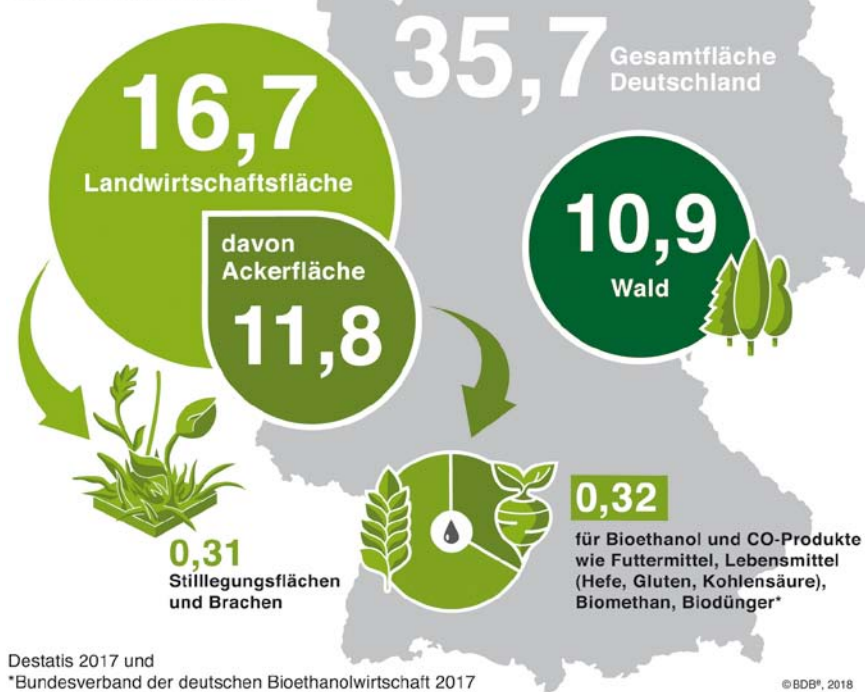 35,7
Gesamtfläche
Deutschland
16,7
Landwirtschaftsfläche
davon
Ackerfläche
11,8
10,9
Wald
0,31
Stilllegungsflächen
und Brachen
0,32
für Bioethanol und CO-Produkte
wie Futtermittel, Lebensmittel
(Hefe, Gluten, Kohlensäure),
Biomethan, Biodünger*
Destatis 2017 und
*Bundesverband der deutschen Bioethanolwirtschaft 2017
©BDBe, 2018